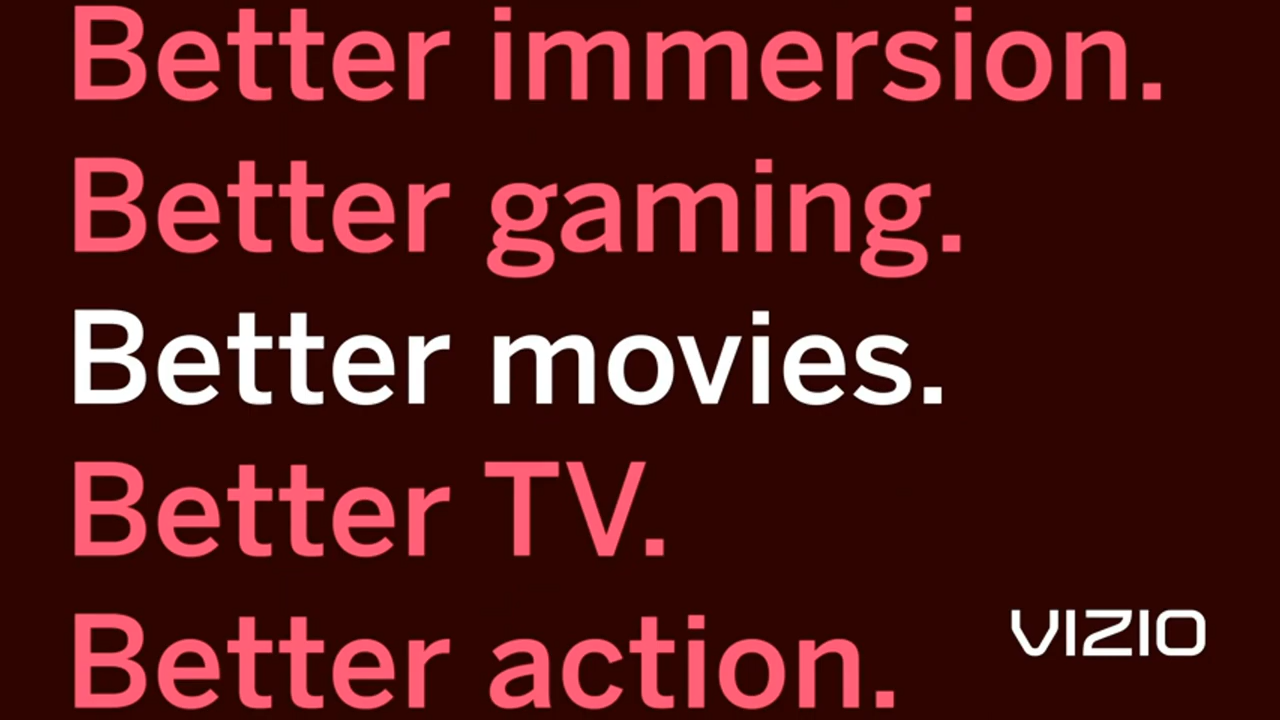 Better immersion.
Better gaming.
Better movies.
Better TV.
Better action.
VIZIO